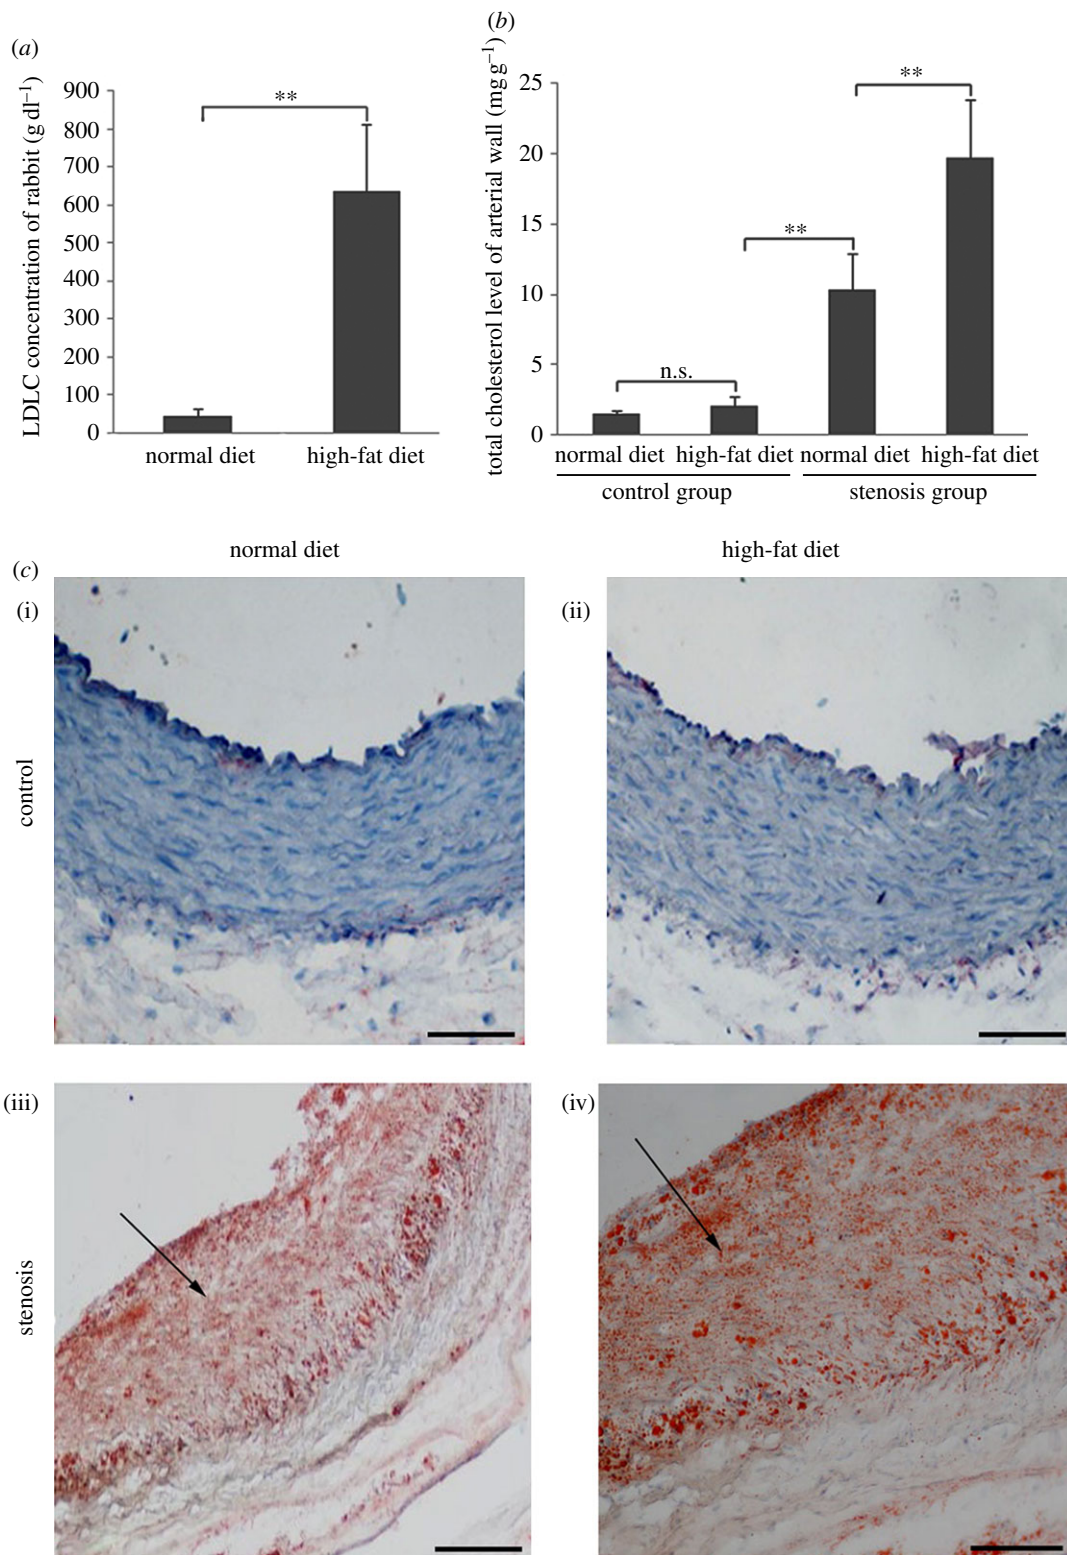 (a)
LDLC concentration of rabbit (g dl−1)
900
800
700
600
500
400
300
200
100
0
**
normal diet
high-fat diet
(b)
total cholesterol level of arterial wall (mg g−1)
25
20
15
10
5
0
n.s.
**
**
normal diet high-fat diet normal diet high-fat diet
control group
stenosis group
(c)
normal diet
high-fat diet
control
(i)
(ii)
stenosis
(iii)
(iv)